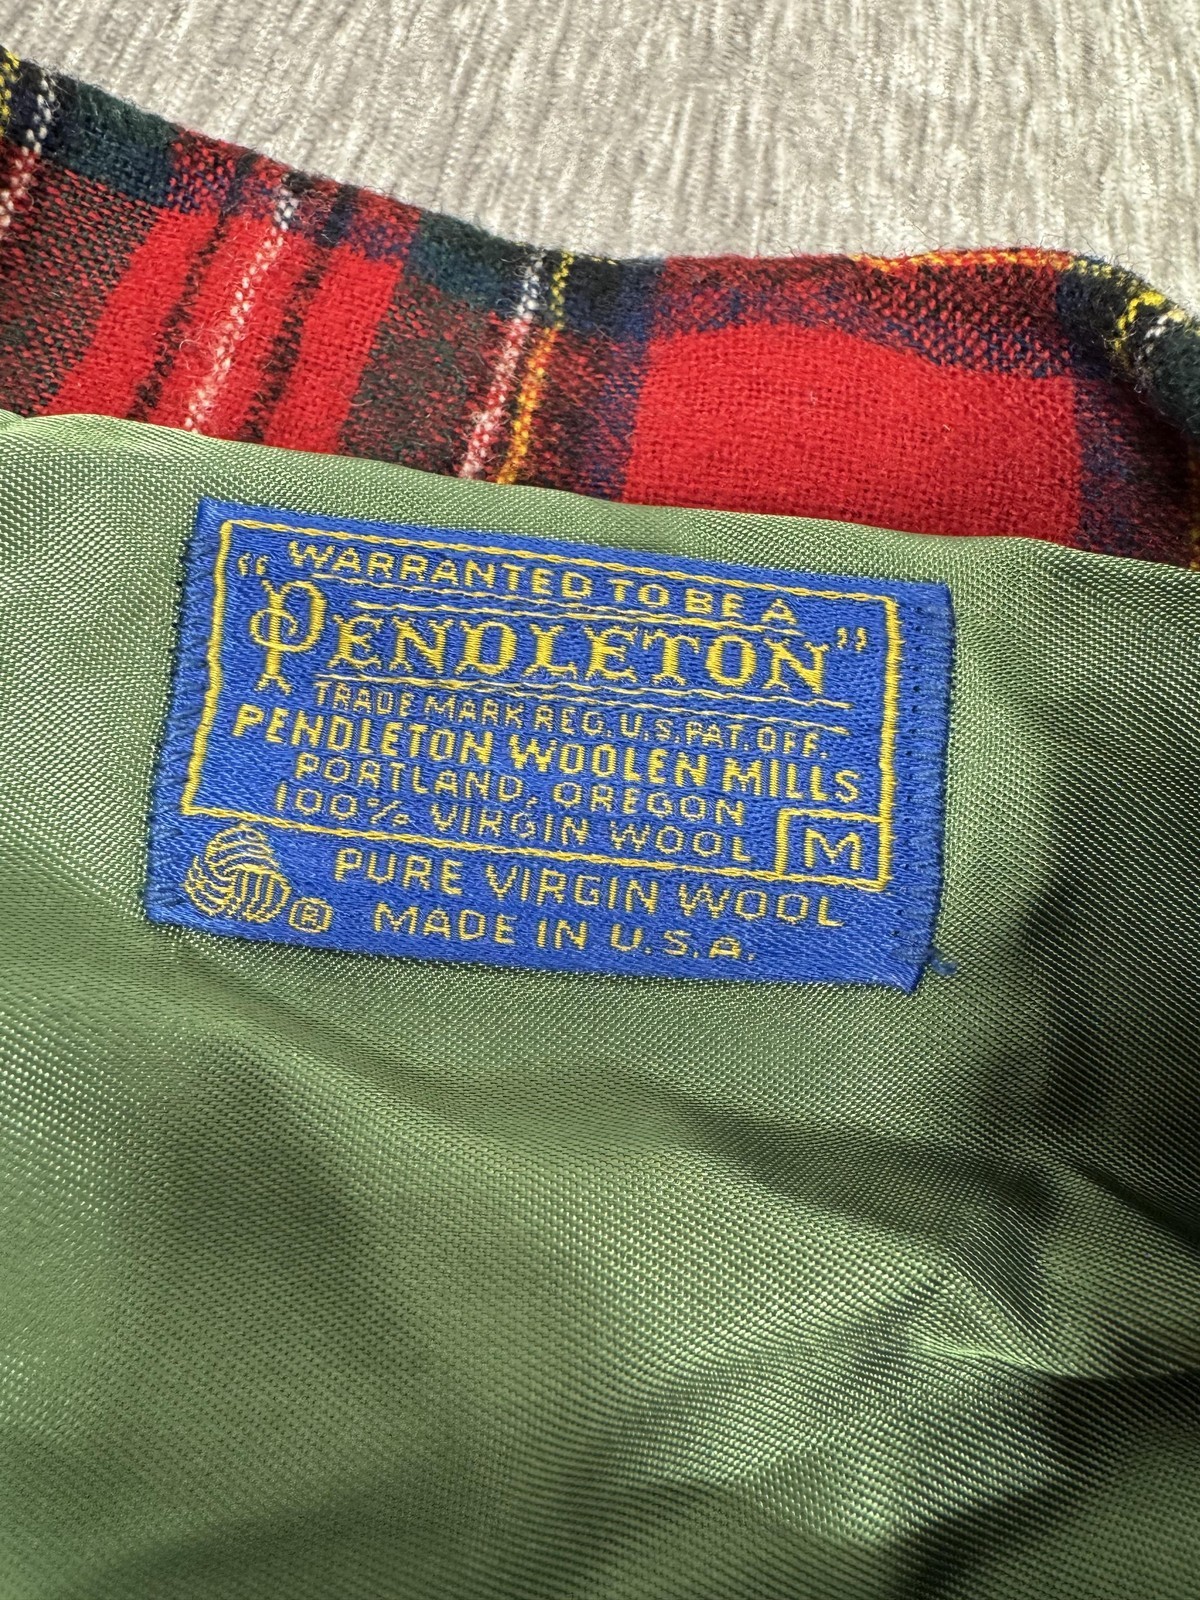 WARRANTED TO BE A
"PENDLETON"
TRADE MARK REG. U.S. PAT. OFF.
PENDLETON WOOLEN MILLS
PORTLAND, OREGON
100% VIRGIN WOOL M
PURE VIRGIN WOOL
® MADE IN U.S.A.